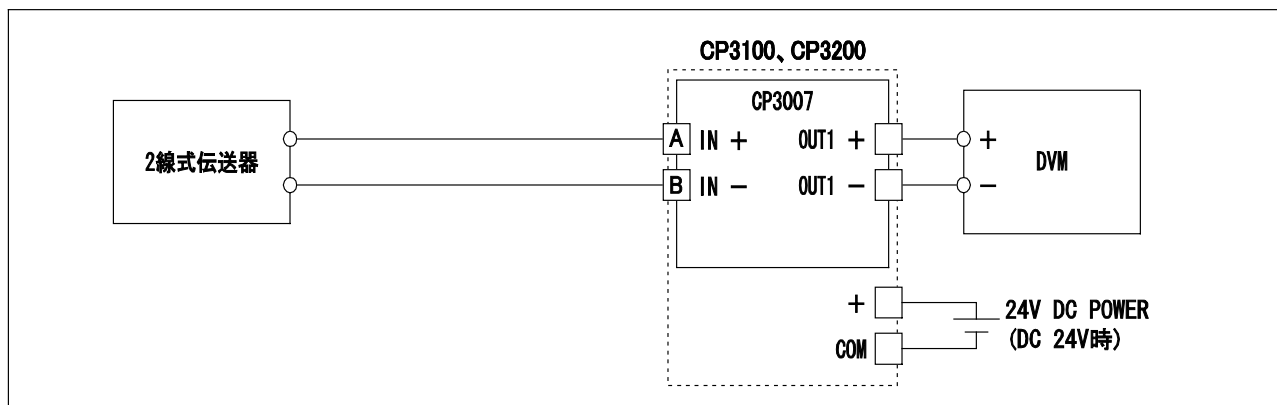 CP3100、CP3200
CP3007
2線式伝送器
A IN + OUT1 +
B IN - OUT1 -
+
DVM
-
+
COM
24V DC POWER
(DC 24V時)